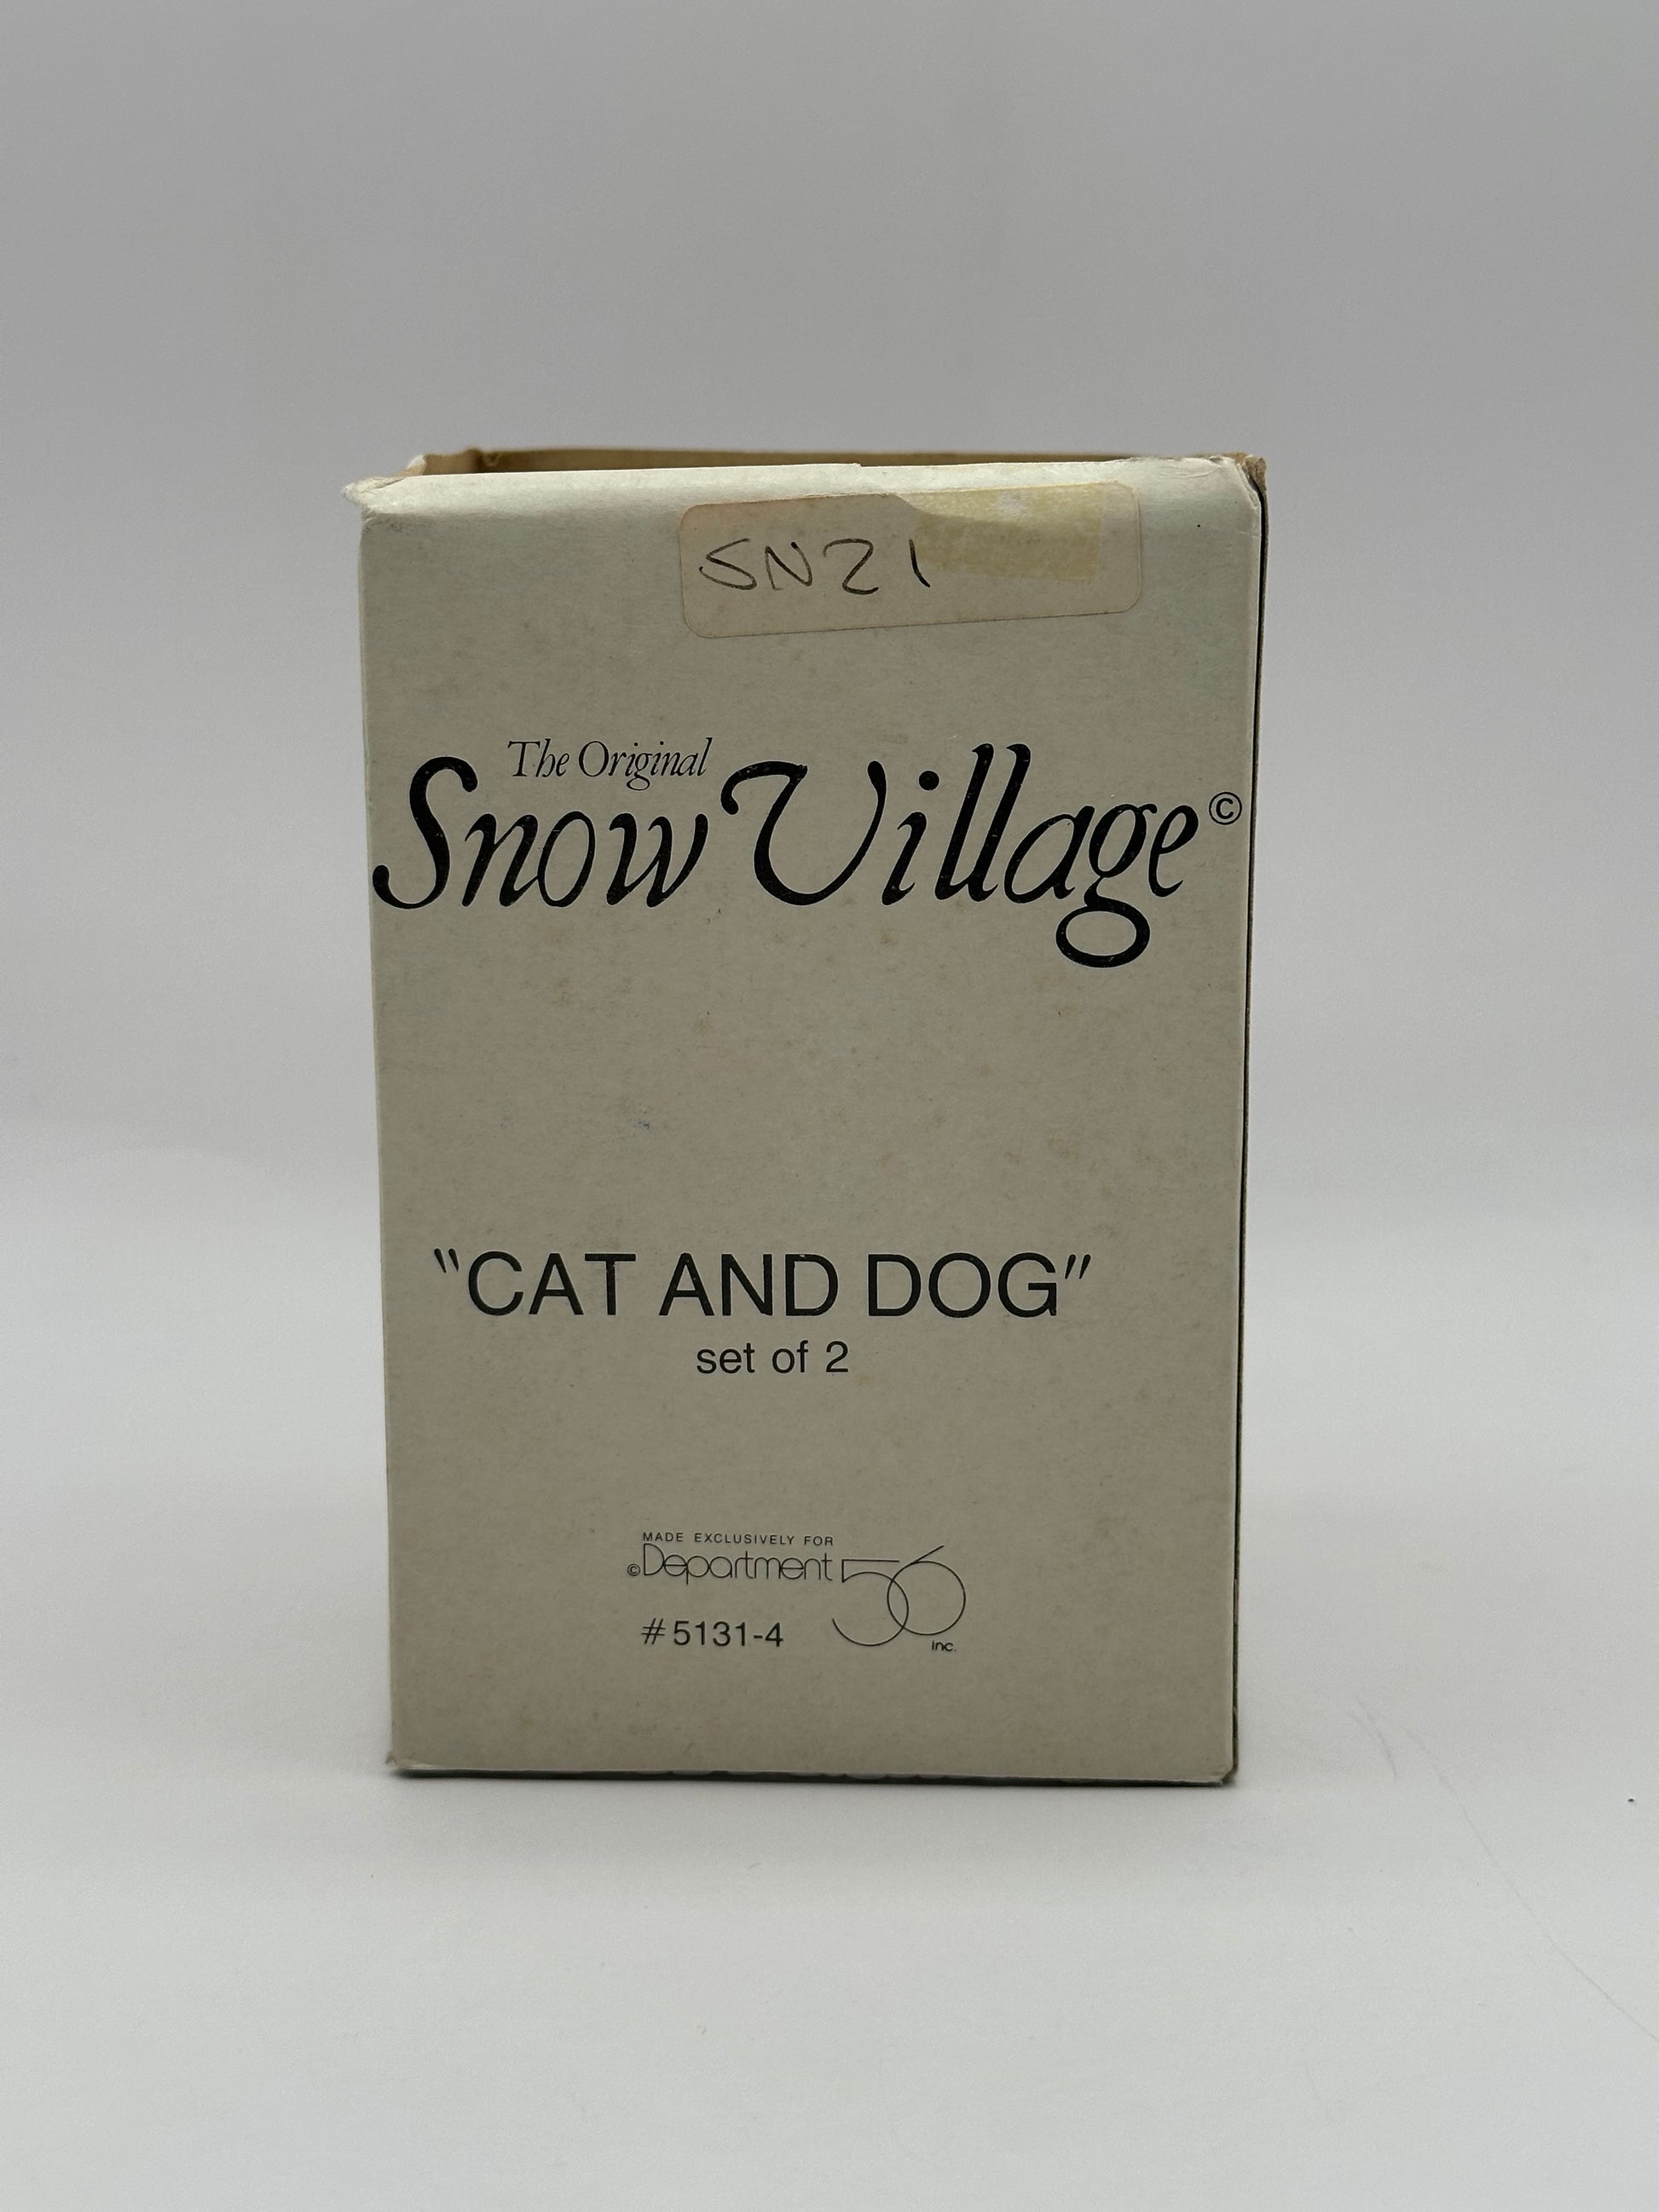 SN21
The Original
Snow Village©
"CAT AND DOG"
set of 2
MADE EXCLUSIVELY FOR
©Department 56
#5131-4
inc.